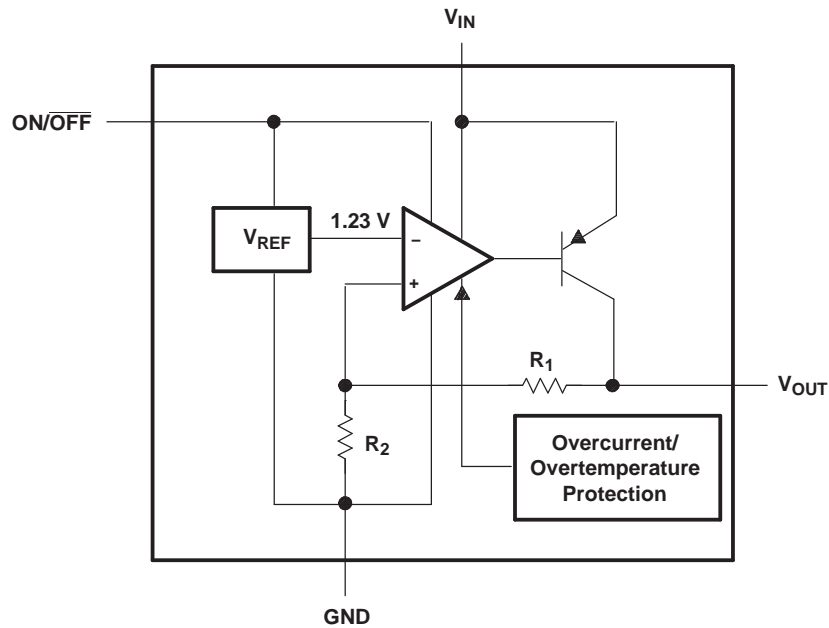 VIN
ON/OFF
1.23 V
VREF
−
+
R1
VOUT
R2
Overcurrent/
Overtemperature
Protection
GND